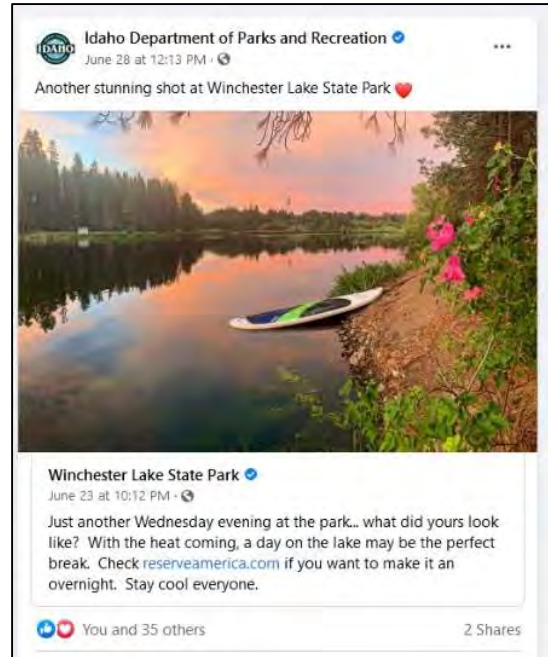 IDAHO
Idaho Department of Parks and Recreation
June 28 at 12:13 PM ·
Another stunning shot at Winchester Lake State Park ❤️
Winchester Lake State Park
June 23 at 10:12 PM ·
Just another Wednesday evening at the park... what did yours look
like? With the heat coming, a day on the lake may be the perfect
break. Check reserveamerica.com if you want to make it an
overnight. Stay cool everyone.
You and 35 others
2 Shares